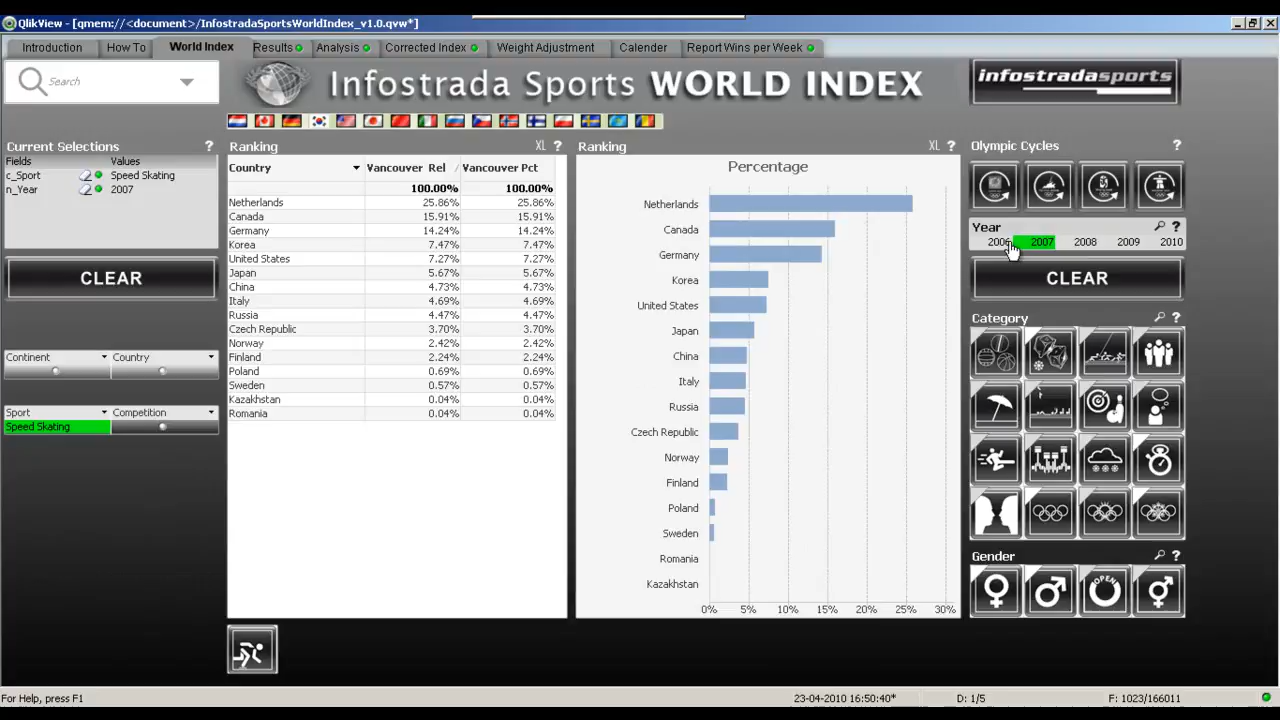 QlikView - [qmem://<document>/InfostradaSportsWorldIndex_v1.0.qvw*]
Introduction How To World Index Results Analysis Corrected Index Weight Adjustment Calender Report Wins per Week
Search
Infostrada Sports WORLD INDEX
infostradasports
Current Selections ?
Fields Values
c_Sport Speed Skating
n_Year 2007
CLEAR
Continent Country
Sport Competition
Speed Skating
Ranking XL ?
Country Vancouver Rel / Vancouver Pct
100.00% 100.00%
Netherlands 25.86% 25.86%
Canada 15.91% 15.91%
Germany 14.24% 14.24%
Korea 7.47% 7.47%
United States 7.27% 7.27%
Japan 5.67% 5.67%
China 4.73% 4.73%
Italy 4.69% 4.69%
Russia 4.47% 4.47%
Czech Republic 3.70% 3.70%
Norway 2.42% 2.42%
Finland 2.24% 2.24%
Poland 0.69% 0.69%
Sweden 0.57% 0.57%
Kazakhstan 0.04% 0.04%
Romania 0.04% 0.04%
Ranking XL ?
Percentage
Netherlands
Canada
Germany
Korea
United States
Japan
China
Italy
Russia
Czech Republic
Norway
Finland
Poland
Sweden
Romania
Kazakhstan
0% 5% 10% 15% 20% 25% 30%
Olympic Cycles ?
Year ?
2006 2007 2008 2009 2010
CLEAR
Category ?
Gender ?
OPEN
For Help, press F1 23-04-2010 16:50:40* D: 1/5 F: 1023/166011